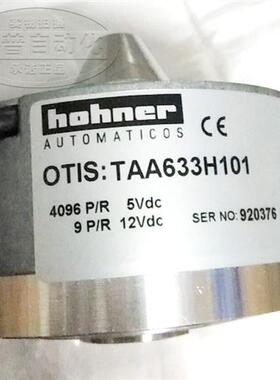 hohner
AUTOMATICOS CE
OTIS: TAA633H101
4096 P/R 5Vdc
9 P/R 12Vdc
SER NO: 920376